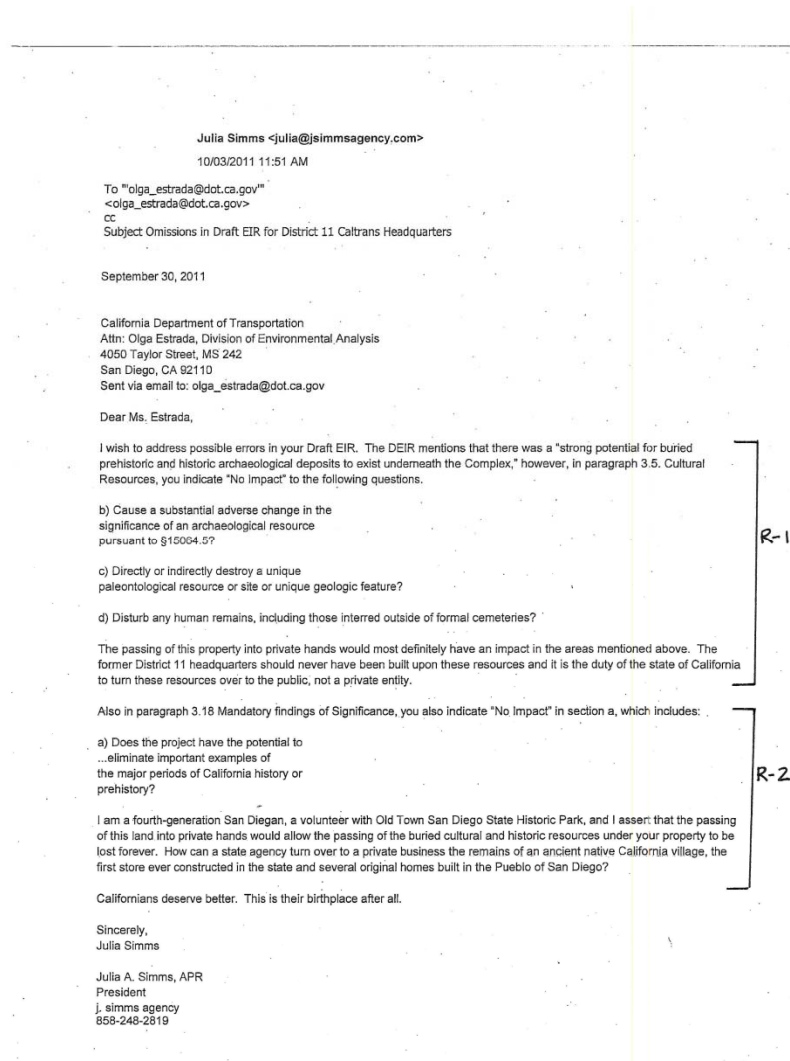 Julia Simms <julia@jsimmsagency.com>
10/03/2011 11:51 AM
To "'olga_estrada@dot.ca.gov'"
<olga_estrada@dot.ca.gov>
cc
Subject Omissions in Draft EIR for District 11 Caltrans Headquarters
September 30, 2011
California Department of Transportation
Attn: Olga Estrada, Division of Environmental Analysis
4050 Taylor Street, MS 242
San Diego, CA 92110
Sent via email to: olga_estrada@dot.ca.gov
Dear Ms. Estrada,
I wish to address possible errors in your Draft EIR. The DEIR mentions that there was a "strong potential for buried
prehistoric and historic archaeological deposits to exist underneath the Complex," however, in paragraph 3.5. Cultural
Resources, you indicate "No Impact" to the following questions.
b) Cause a substantial adverse change in the
significance of an archaeological resource
pursuant to §15064.5?
R-1
c) Directly or indirectly destroy a unique
paleontological resource or site or unique geologic feature?
d) Disturb any human remains, including those interred outside of formal cemeteries?
The passing of this property into private hands would most definitely have an impact in the areas mentioned above. The
former District 11 headquarters should never have been built upon these resources and it is the duty of the state of California
to turn these resources over to the public, not a private entity.
Also in paragraph 3.18 Mandatory findings of Significance, you also indicate "No Impact" in section a, which includes:
a) Does the project have the potential to
...eliminate important examples of
the major periods of California history or
prehistory?
R-2
I am a fourth-generation San Diegan, a volunteer with Old Town San Diego State Historic Park, and I assert that the passing
of this land into private hands would allow the passing of the buried cultural and historic resources under your property to be
lost forever. How can a state agency turn over to a private business the remains of an ancient native California village, the
first store ever constructed in the state and several original homes built in the Pueblo of San Diego?
Californians deserve better. This is their birthplace after all.
Sincerely,
Julia Simms
Julia A. Simms, APR
President
j. simms agency
858-248-2819